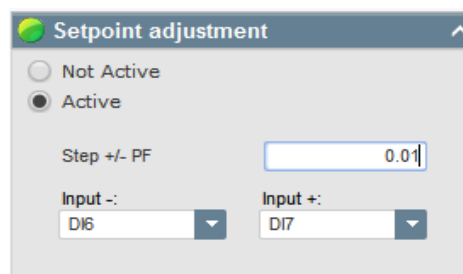 Setpoint adjustment
Not Active
Active
Step +/- PF 0.01
Input -: Input +:
DI6 DI7